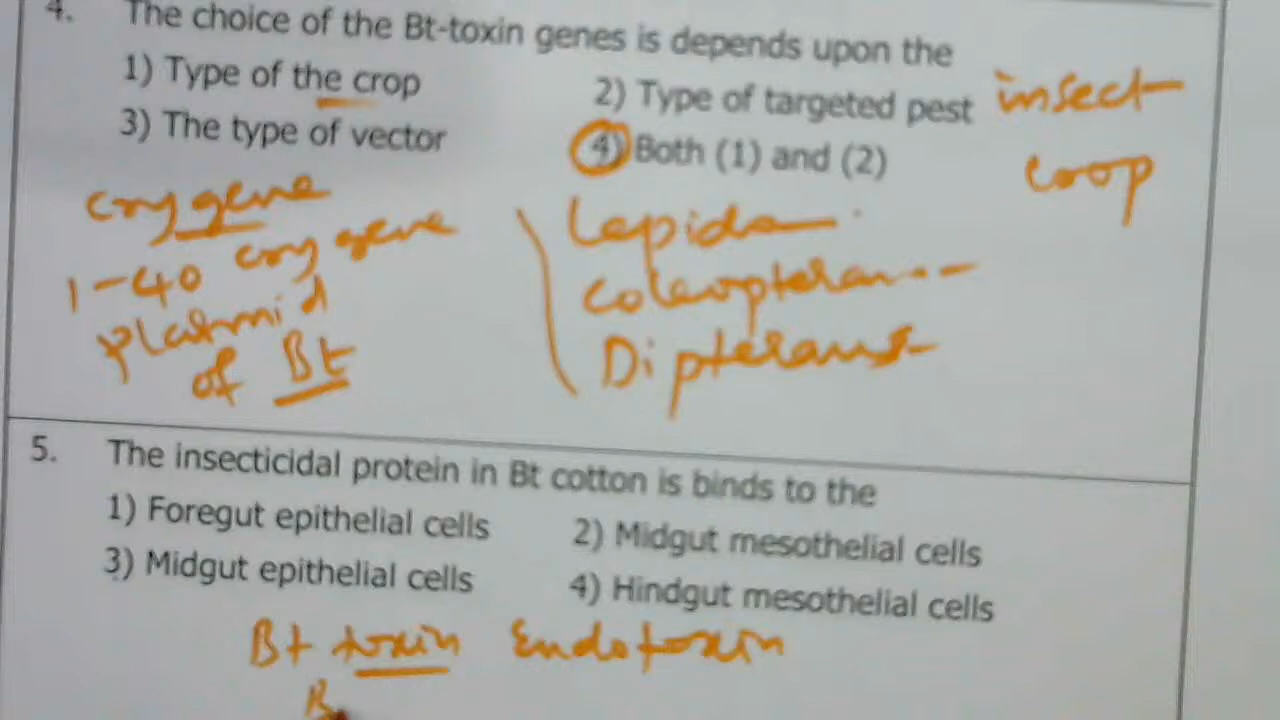 4. The choice of the Bt-toxin genes is depends upon the
1) Type of the crop 2) Type of targeted pest
3) The type of vector 4) Both (1) and (2)
insect
crop
cry gene
1-40 cry gene
plasmid
of Bt
Lepido
Coleopteran
Dipterans
5. The insecticidal protein in Bt cotton is binds to the
1) Foregut epithelial cells 2) Midgut mesothelial cells
3) Midgut epithelial cells 4) Hindgut mesothelial cells
Bt toxin Endotoxin
B